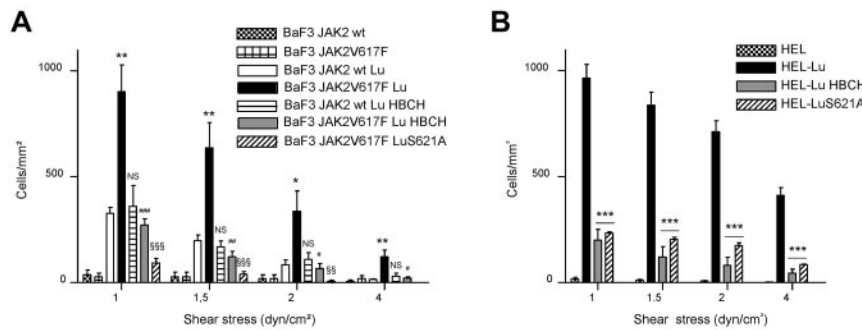 A
BaF3 JAK2 wt
BaF3 JAK2V617F
BaF3 JAK2 wt Lu
BaF3 JAK2V617F Lu
BaF3 JAK2 wt Lu HBCH
BaF3 JAK2V617F Lu HBCH
BaF3 JAK2V617F LuS621A
Cells/mm²
1000
500
0
**
NS
###
§§§
**
NS
##
§§§
*
NS
#
§§
**
NS
#
1
1,5
2
4
Shear stress (dyn/cm²)
B
HEL
HEL-Lu
HEL-Lu HBCH
HEL-LuS621A
Cells/mm²
1000
500
0
***
***
***
***
1
1.5
2
4
Shear stress (dyn/cm²)